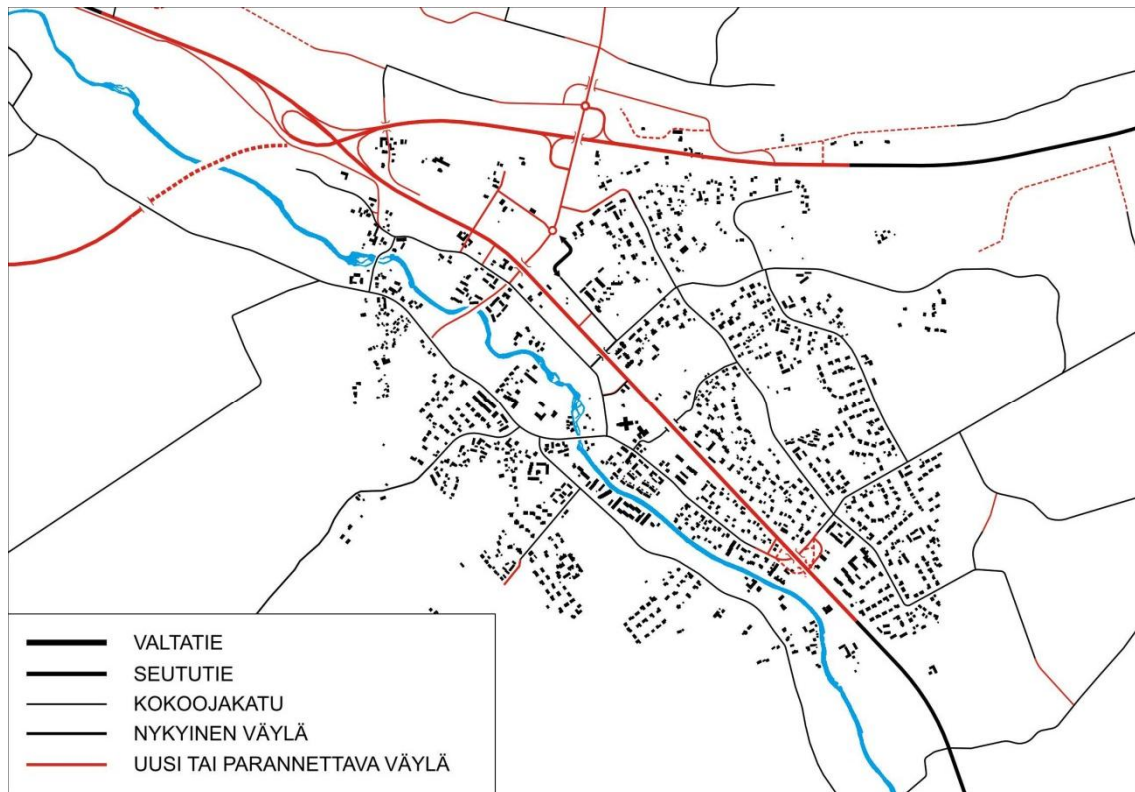 VALTATIE
SEUTUTIE
KOKOOJAKATU
NYKYINEN VÄYLÄ
UUSI TAI PARANNETTAVA VÄYLÄ